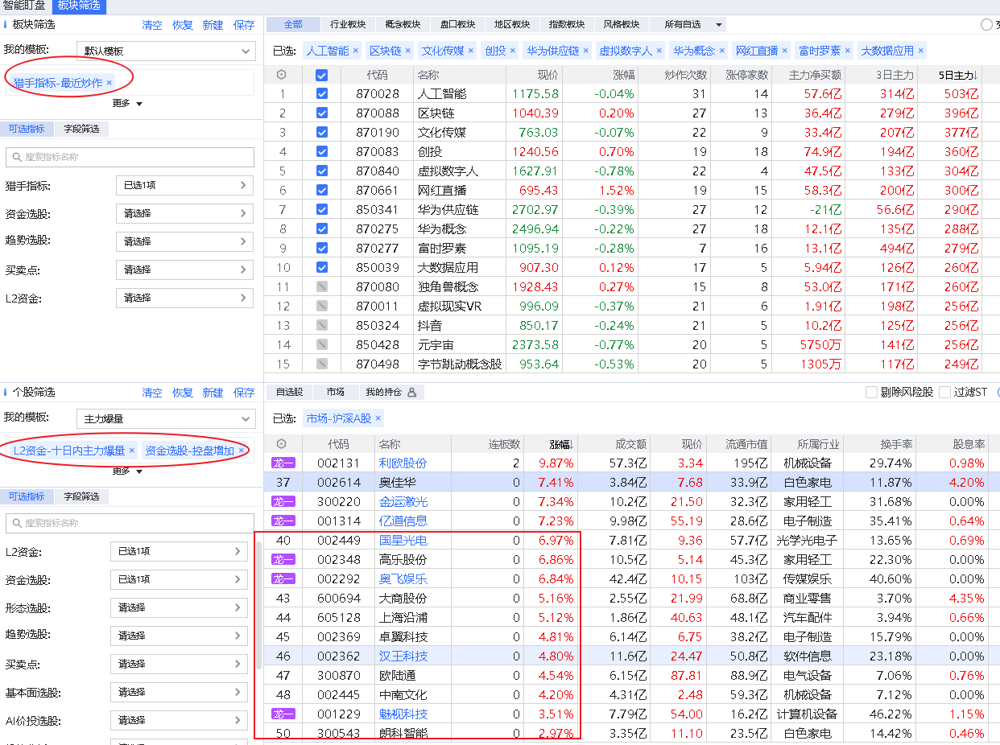 智能盯盘 板块筛选
板块筛选 清空 恢复 新建 保存
我的模板: 默认模板
猎手指标-最近炒作 ×
更多
可选指标 字段筛选
搜索指标名称
猎手指标: 已选1项
资金选股: 请选择
趋势选股: 请选择
买卖点: 请选择
L2资金: 请选择
全部 行业板块 概念板块 盘口板块 地区板块 指数板块 风格板块 所有自选
已选: 人工智能 × 区块链 × 文化传媒 × 创投 × 华为供应链 × 虚拟数字人 × 华为概念 × 网红直播 × 富时罗素 × 大数据应用 ×
代码 名称 现价 涨幅 炒作次数 涨停家数 主力净买额 3日主力 5日主力↓
1 870028 人工智能 1175.58 -0.04% 31 14 57.6亿 314亿 503亿
2 870088 区块链 1040.39 0.20% 27 13 36.4亿 279亿 396亿
3 870190 文化传媒 763.03 -0.07% 22 9 33.4亿 207亿 377亿
4 870083 创投 1240.56 0.70% 19 18 74.9亿 194亿 360亿
5 870840 虚拟数字人 1627.91 -0.78% 22 4 47.5亿 133亿 304亿
6 870661 网红直播 695.43 1.52% 19 15 58.3亿 200亿 300亿
7 850341 华为供应链 2702.97 -0.39% 27 12 -21亿 56.6亿 290亿
8 870275 华为概念 2496.94 -0.22% 27 18 12.1亿 135亿 288亿
9 870277 富时罗素 1095.19 -0.28% 7 16 13.1亿 494亿 279亿
10 850039 大数据应用 907.30 0.12% 17 5 5.94亿 126亿 260亿
11 870080 独角兽概念 1928.43 0.27% 15 8 53.0亿 171亿 260亿
12 870011 虚拟现实VR 996.09 -0.37% 21 6 1.91亿 198亿 256亿
13 850324 抖音 850.17 -0.24% 21 5 10.2亿 125亿 256亿
14 850428 元宇宙 2373.58 -0.77% 20 5 5750万 141亿 256亿
15 870498 字节跳动概念股 953.64 -0.53% 20 5 1305万 117亿 249亿
个股筛选 清空 恢复 新建 保存
我的模板: 主力爆量
L2资金-十日内主力爆量 × 资金选股-控盘增加 ×
更多
可选指标 字段筛选
搜索指标名称
L2资金: 已选1项
资金选股: 已选1项
形态选股: 请选择
趋势选股: 请选择
买卖点: 请选择
基本面选股: 请选择
AI价投选股: 请选择
自选股 市场 我的持仓 剔除风险股 过滤ST
已选: 市场-沪深A股 ×
代码 名称 连板数 涨幅↓ 成交额 现价 流通市值 所属行业 换手率 股息率
龙一 002131 利欧股份 2 9.87% 57.3亿 3.34 195亿 机械设备 29.74% 0.98%
37 002614 奥佳华 0 7.41% 3.84亿 7.68 33.9亿 白色家电 11.87% 4.20%
龙一 300220 金运激光 0 7.34% 10.2亿 21.50 32.3亿 家用轻工 31.68% 0.00%
龙一 001314 亿道信息 0 7.23% 9.98亿 55.19 28.6亿 电子制造 35.41% 0.64%
40 002449 国星光电 0 6.97% 7.81亿 9.36 57.7亿 光学光电子 13.65% 0.69%
龙一 002348 高乐股份 0 6.86% 10.5亿 5.14 45.3亿 家用轻工 22.30% 0.00%
龙一 002292 奥飞娱乐 0 6.84% 42.4亿 10.15 103亿 传媒娱乐 40.60% 0.00%
43 600694 大商股份 0 5.16% 2.55亿 21.99 68.8亿 商业零售 3.70% 4.35%
44 605128 上海沿浦 0 5.12% 1.86亿 40.63 48.1亿 汽车配件 3.94% 0.66%
45 002369 卓翼科技 0 4.81% 6.14亿 6.75 38.2亿 电子制造 15.79% 0.00%
46 002362 汉王科技 0 4.80% 11.6亿 24.47 50.8亿 软件信息 23.18% 0.00%
47 300870 欧陆通 0 4.54% 6.15亿 87.81 88.9亿 电气设备 7.06% 0.76%
48 002445 中南文化 0 4.20% 4.31亿 2.48 59.3亿 机械设备 7.12% 0.00%
龙一 001229 魅视科技 0 3.51% 7.79亿 54.00 16.2亿 计算机设备 46.22% 1.15%
50 300543 朗科智能 0 2.97% 3.35亿 11.10 23.5亿 白色家电 14.42% 0.46%